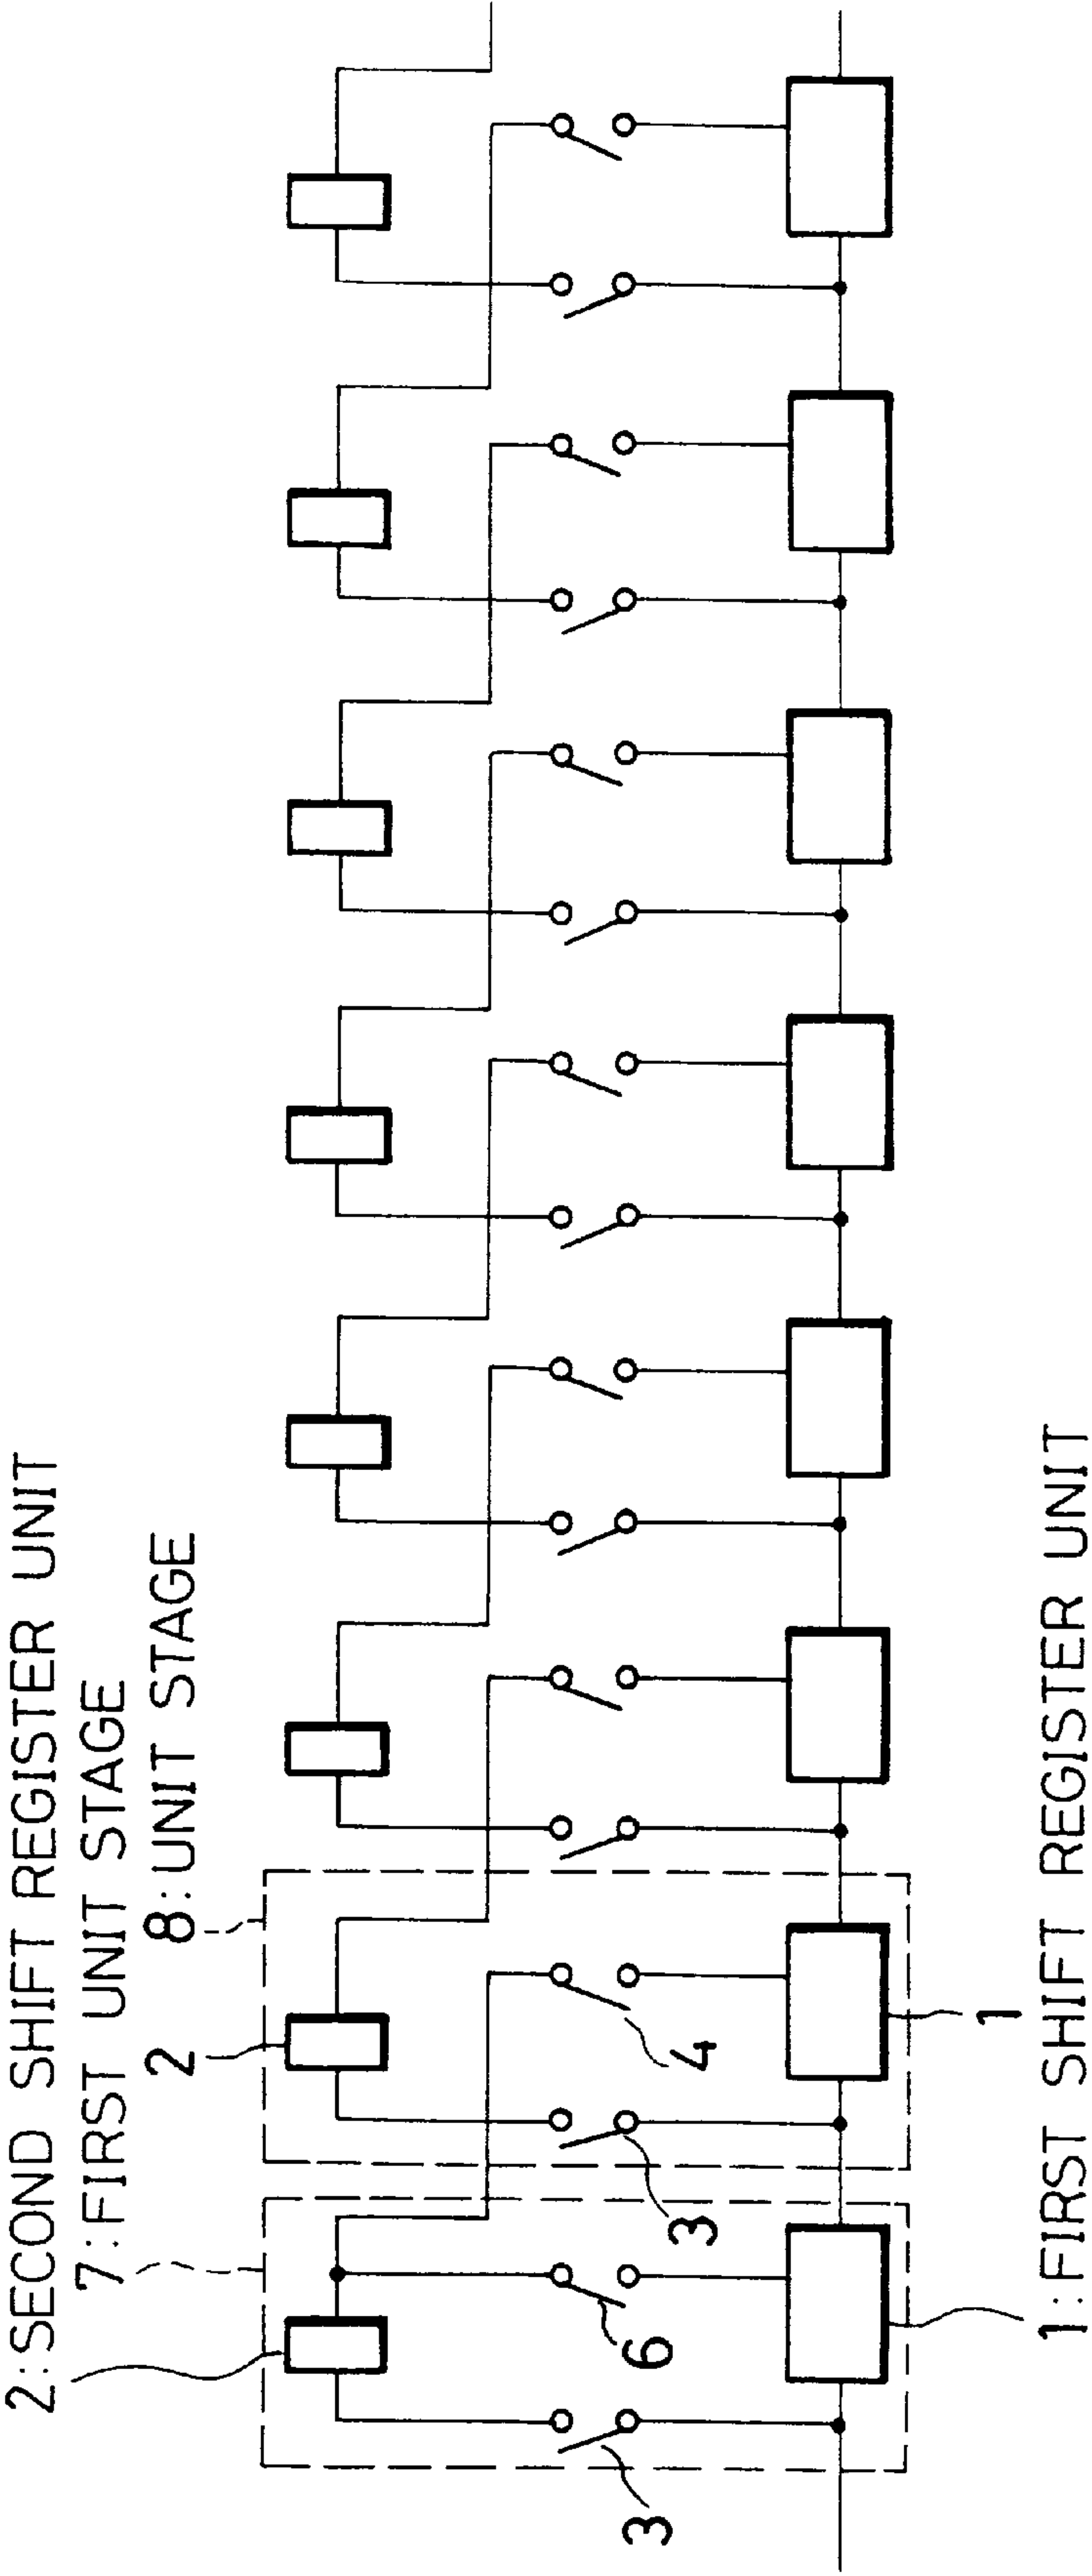 2:SECOND SHIFT REGISTER UNIT
7:FIRST UNIT STAGE
8:UNIT STAGE
2
4
3
6
3
1
1:FIRST SHIFT REGISTER UNIT